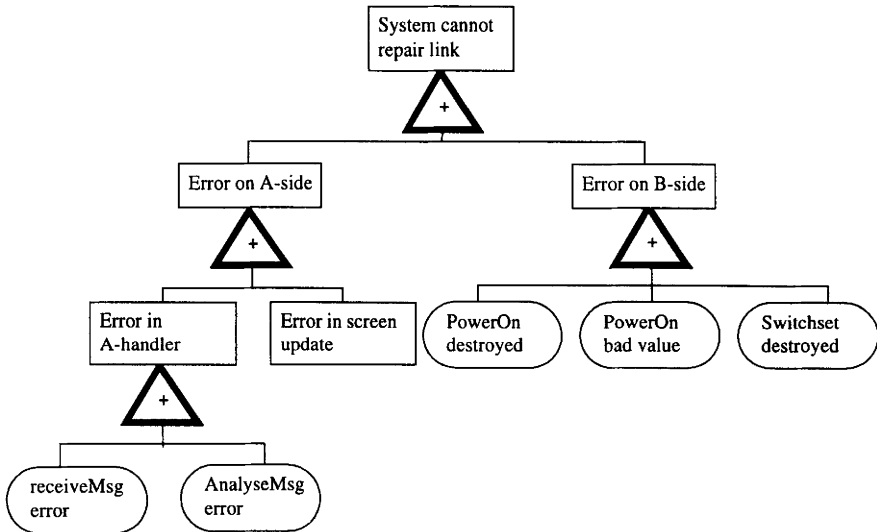 System cannot
repair link
+
Error on A-side
Error on B-side
+
+
Error in
A-handler
Error in screen
update
PowerOn
destroyed
PowerOn
bad value
Switchset
destroyed
+
receiveMsg
error
AnalyseMsg
error